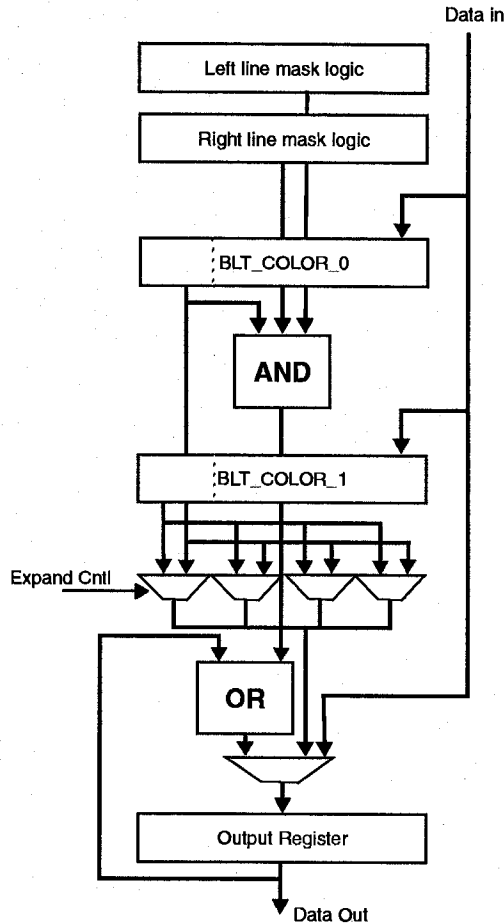 Data in
Left line mask logic
Right line mask logic
BLT_COLOR_0
AND
BLT_COLOR_1
Expand Cntl
OR
Output Register
Data Out